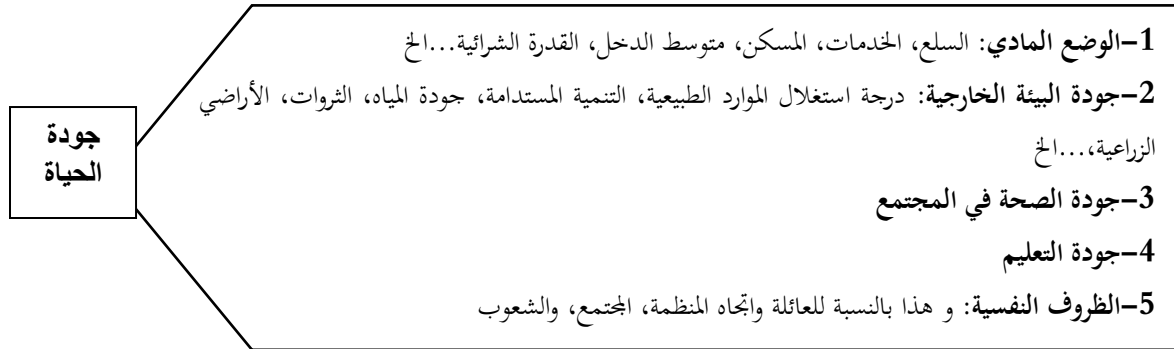 1–الوضع المادي: السلع، الخدمات، المسكن، متوسط الدخل، القدرة الشرائية...الخ
2–جودة البيئة الخارجية: درجة استغلال الموارد الطبيعية، التنمية المستدامة، جودة المياه، الثروات، الأراضي
الزراعية،...الخ
3–جودة الصحة في المجتمع
4–جودة التعليم
5–الظروف النفسية: و هذا بالنسبة للعائلة واتجاه المنظمة، المجتمع، والشعوب
جودة
الحياة